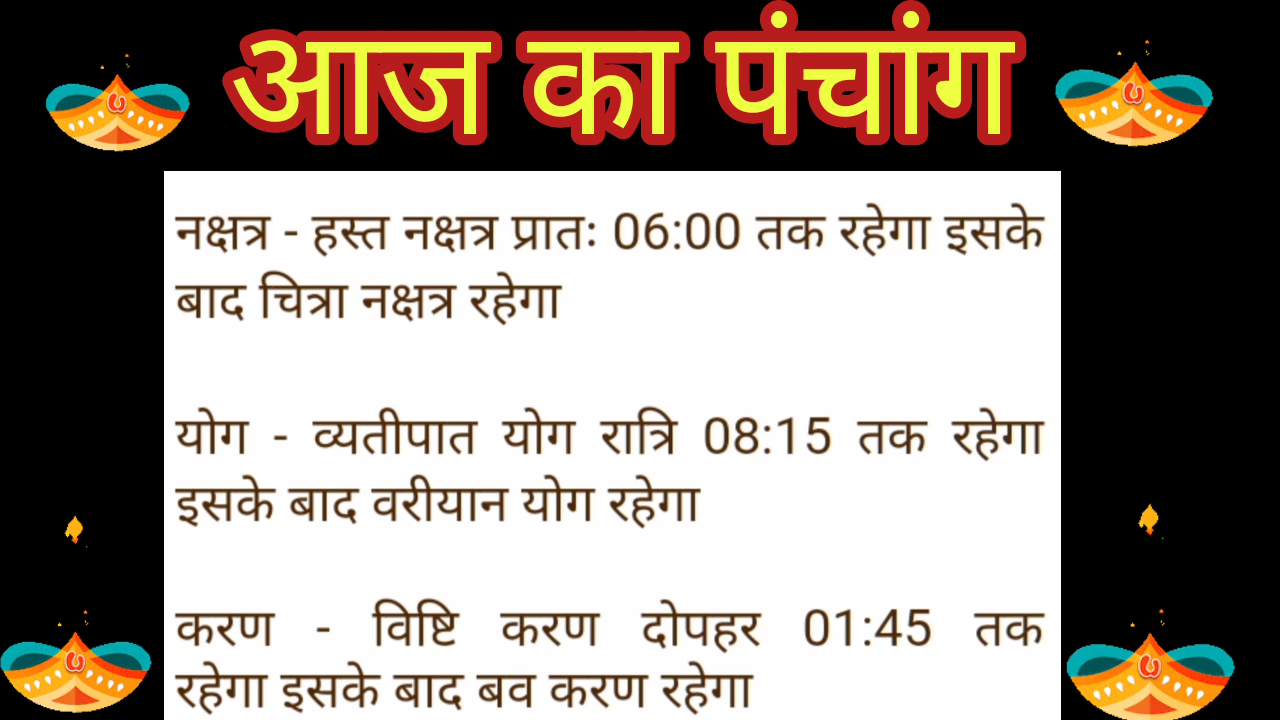 आज का पंचांग
नक्षत्र - हस्त नक्षत्र प्रातः 06:00 तक रहेगा इसके
बाद चित्रा नक्षत्र रहेगा
योग - व्यतीपात योग रात्रि 08:15 तक रहेगा
इसके बाद वरीयान योग रहेगा
करण - विष्टि करण दोपहर 01:45 तक
रहेगा इसके बाद बव करण रहेगा